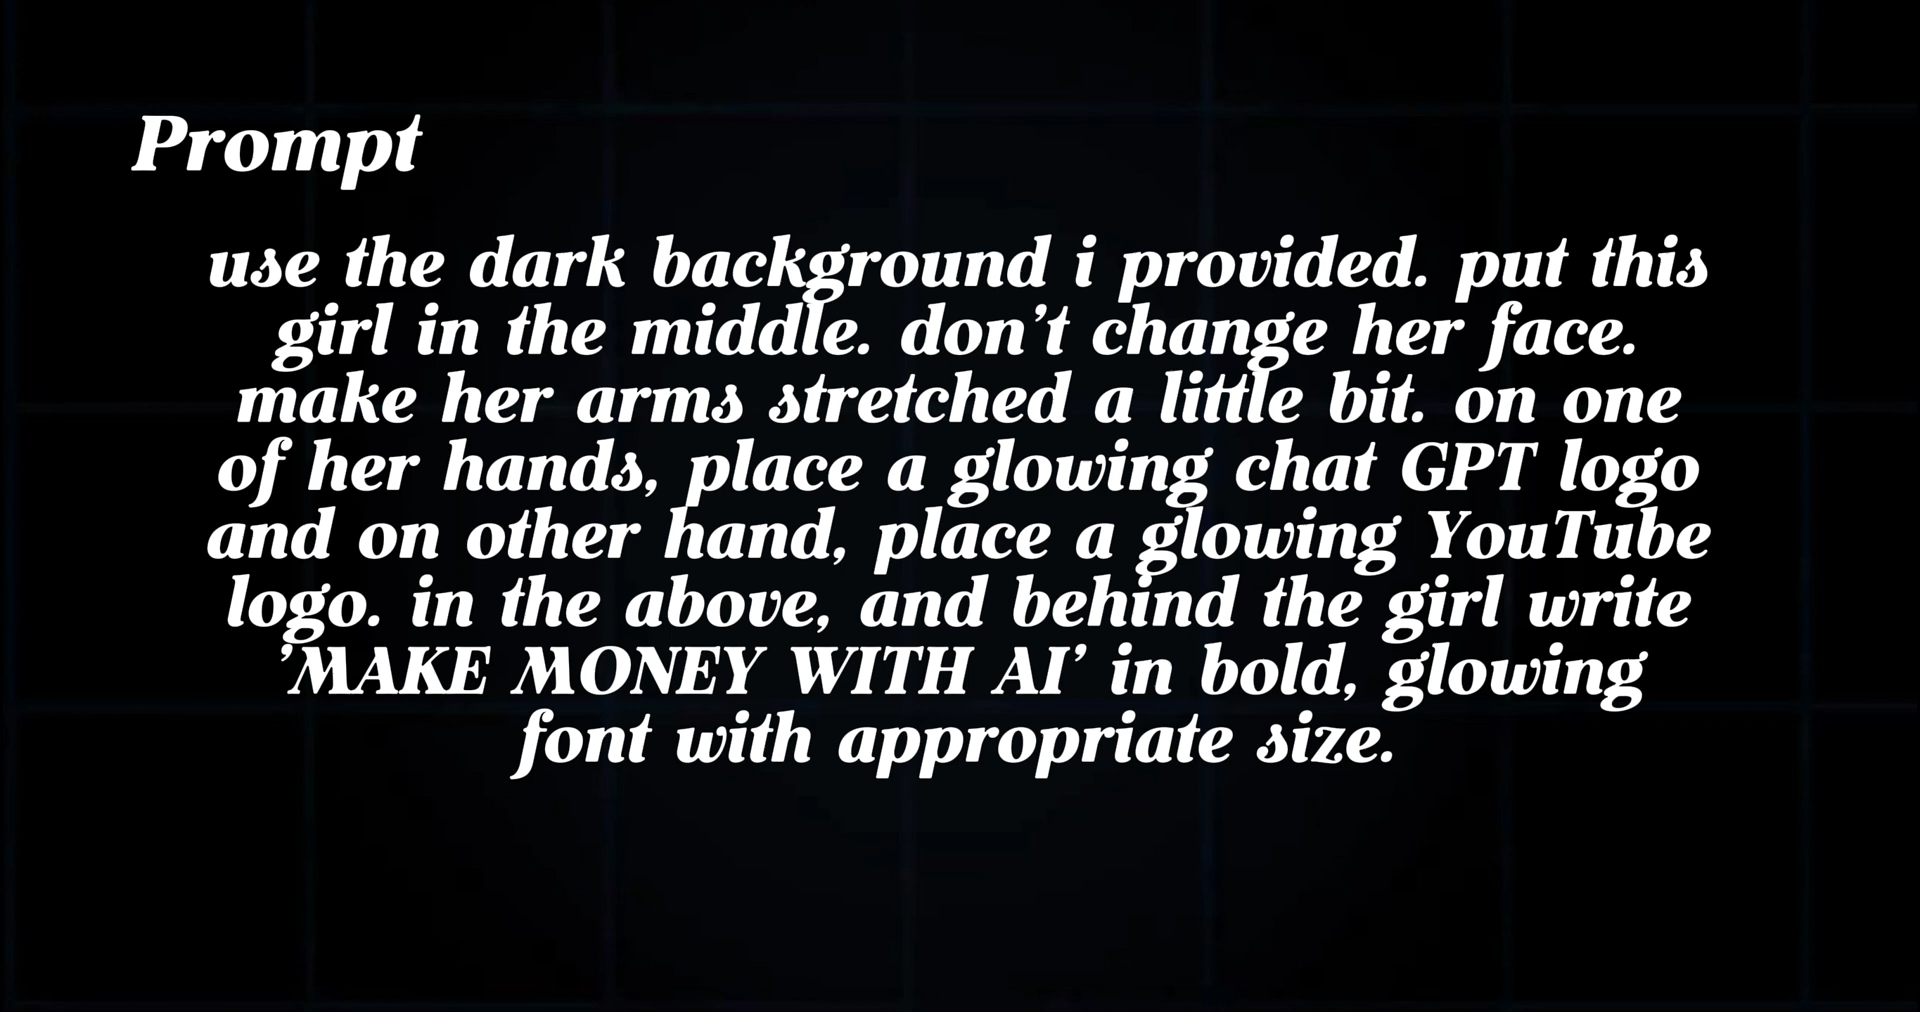 Prompt
use the dark background i provided. put this
girl in the middle. don't change her face.
make her arms stretched a little bit. on one
of her hands, place a glowing chat GPT logo
and on other hand, place a glowing YouTube
logo. in the above, and behind the girl write
'MAKE MONEY WITH AI' in bold, glowing
font with appropriate size.